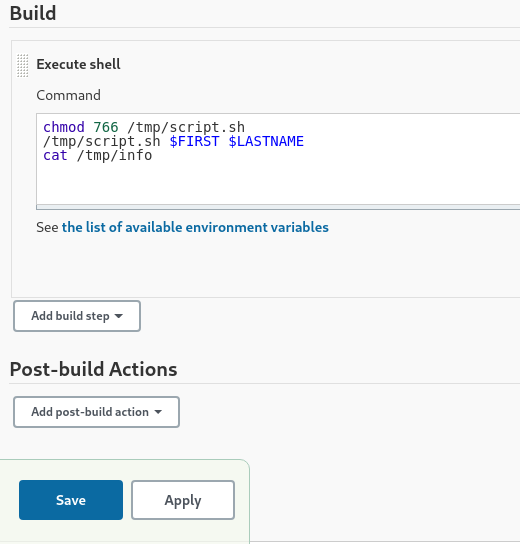 Build
Execute shell
Command
chmod 766 /tmp/script.sh
/tmp/script.sh $FIRST $LASTNAME
cat /tmp/info
See the list of available environment variables
Add build step
Post-build Actions
Add post-build action
Save Apply